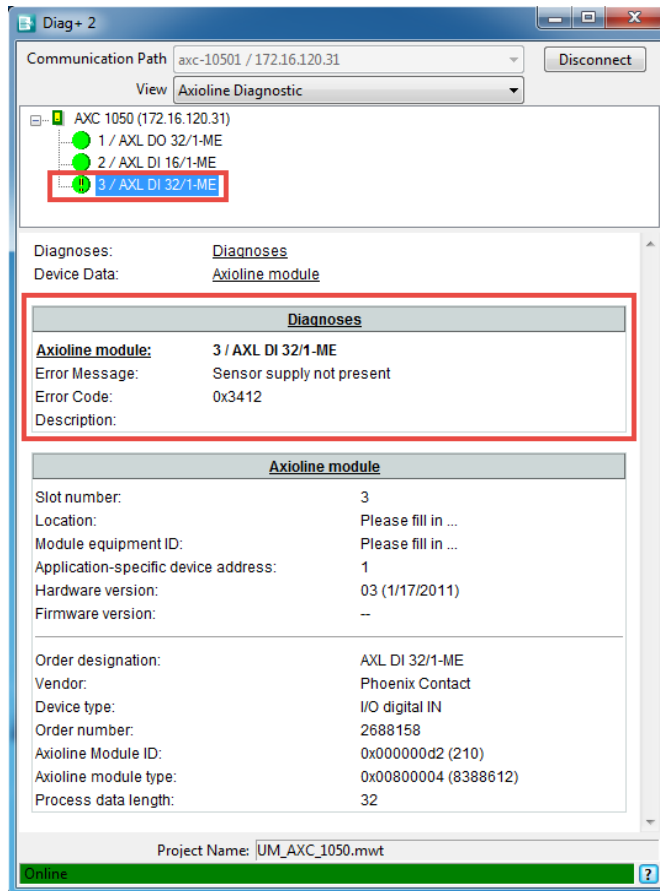 Diag+ 2
Communication Path axc-10501 / 172.16.120.31 Disconnect
View Axioline Diagnostic
AXC 1050 (172.16.120.31)
1 / AXL DO 32/1-ME
2 / AXL DI 16/1-ME
3 / AXL DI 32/1-ME
Diagnoses: Diagnoses
Device Data: Axioline module
Diagnoses
Axioline module: 3 / AXL DI 32/1-ME
Error Message: Sensor supply not present
Error Code: 0x3412
Description:
Axioline module
Slot number: 3
Location: Please fill in ...
Module equipment ID: Please fill in ...
Application-specific device address: 1
Hardware version: 03 (1/17/2011)
Firmware version: --
Order designation: AXL DI 32/1-ME
Vendor: Phoenix Contact
Device type: I/O digital IN
Order number: 2688158
Axioline Module ID: 0x000000d2 (210)
Axioline module type: 0x00800004 (8388612)
Process data length: 32
Project Name: UM_AXC_1050.mwt
Online ?